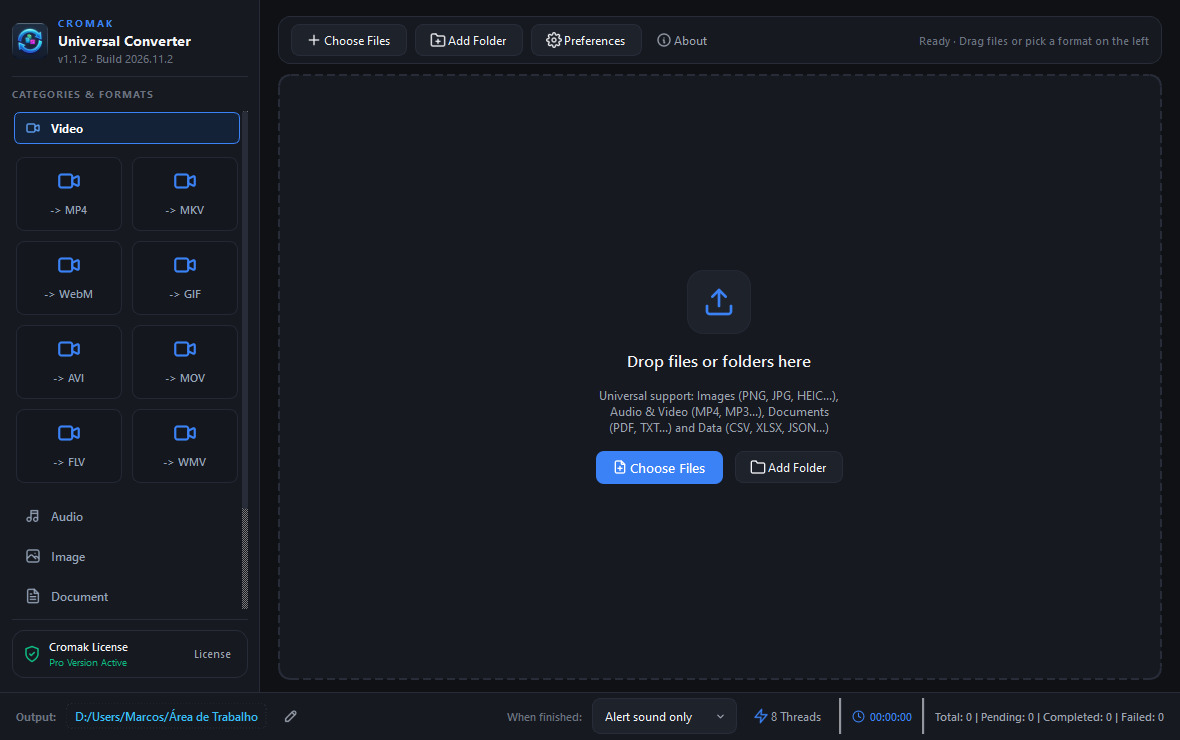 CROMAK
Universal Converter
v1.1.2 · Build 2026.11.2
CATEGORIES & FORMATS
Video
-> MP4
-> MKV
-> WebM
-> GIF
-> AVI
-> MOV
-> FLV
-> WMV
Audio
Image
Document
Cromak License
Pro Version Active
License
Choose Files
Add Folder
Preferences
About
Ready · Drag files or pick a format on the left
Drop files or folders here
Universal support: Images (PNG, JPG, HEIC...),
Audio & Video (MP4, MP3...), Documents
(PDF, TXT...) and Data (CSV, XLSX, JSON...)
Choose Files
Add Folder
Output:
D:/Users/Marcos/Área de Trabalho
When finished:
Alert sound only
8 Threads
00:00:00
Total: 0 | Pending: 0 | Completed: 0 | Failed: 0